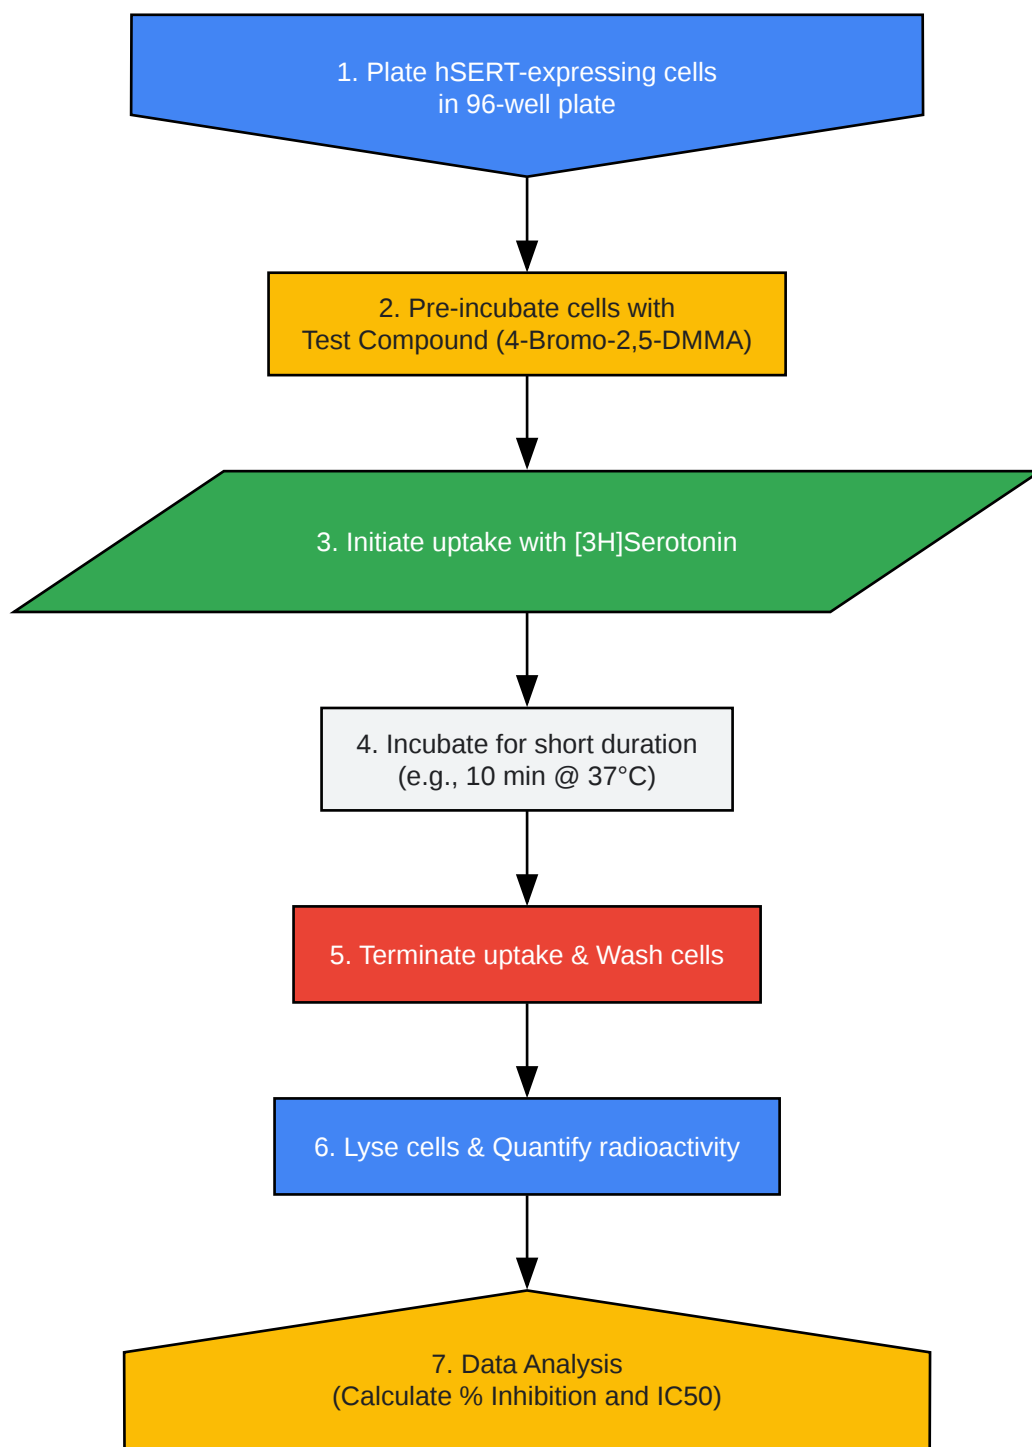 1. Plate hSERT-expressing cells
in 96-well plate
2. Pre-incubate cells with
Test Compound (4-Bromo-2,5-DMMA)
3. Initiate uptake with [3H]Serotonin
4. Incubate for short duration
(e.g., 10 min @ 37°C)
5. Terminate uptake & Wash cells
6. Lyse cells & Quantify radioactivity
7. Data Analysis
(Calculate % Inhibition and IC50)